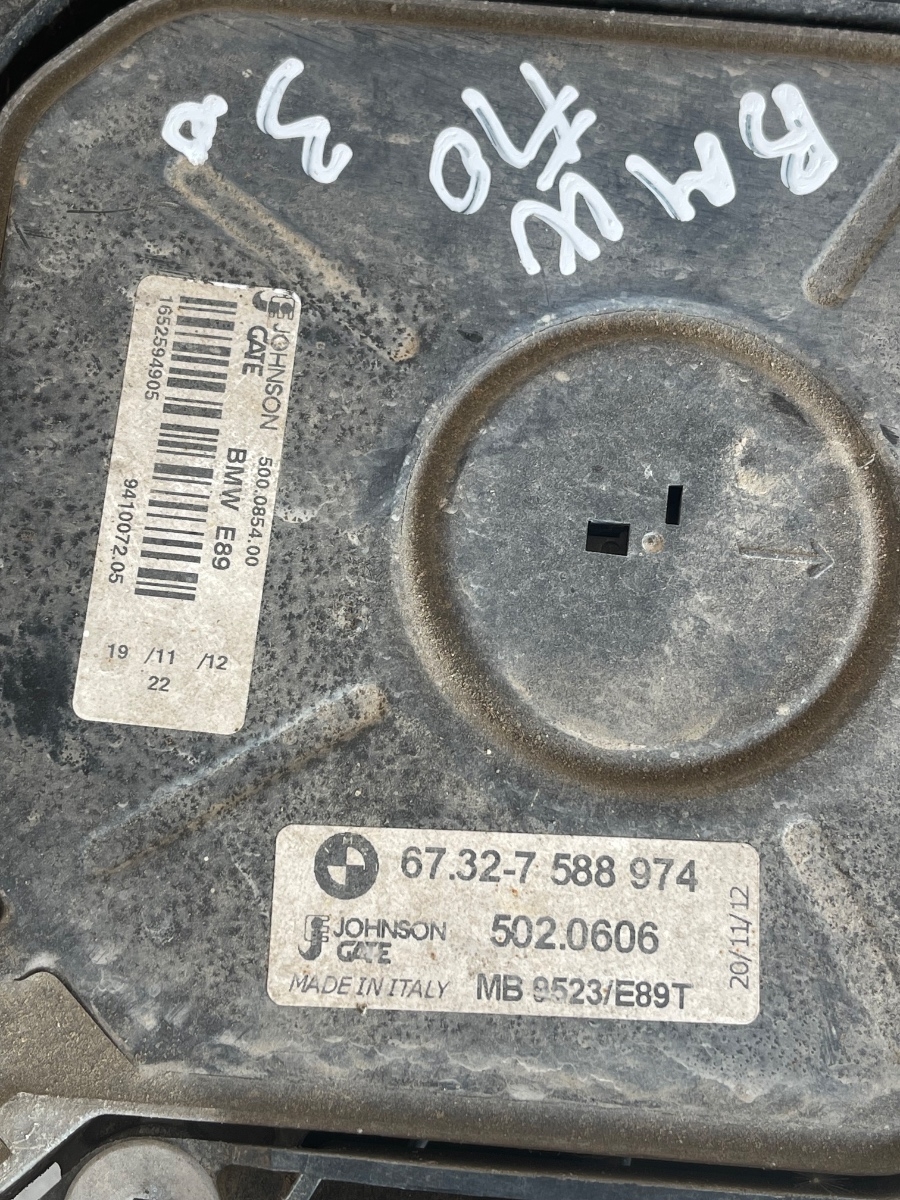 BMW
F10
JOHNSON 500.0854.00
GATE
BMW E89
1652594905
9410072.05
19 /11 /12
22
67.32-7 588 974
JOHNSON
GATE
502.0606
MADE IN ITALY MB 9523/E89T
20/11/12